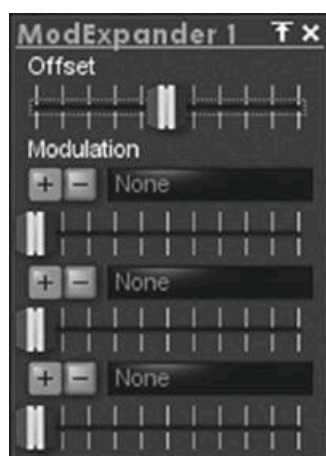 ModExpander 1
Offset
Modulation
+ - None
+ - None
+ - None